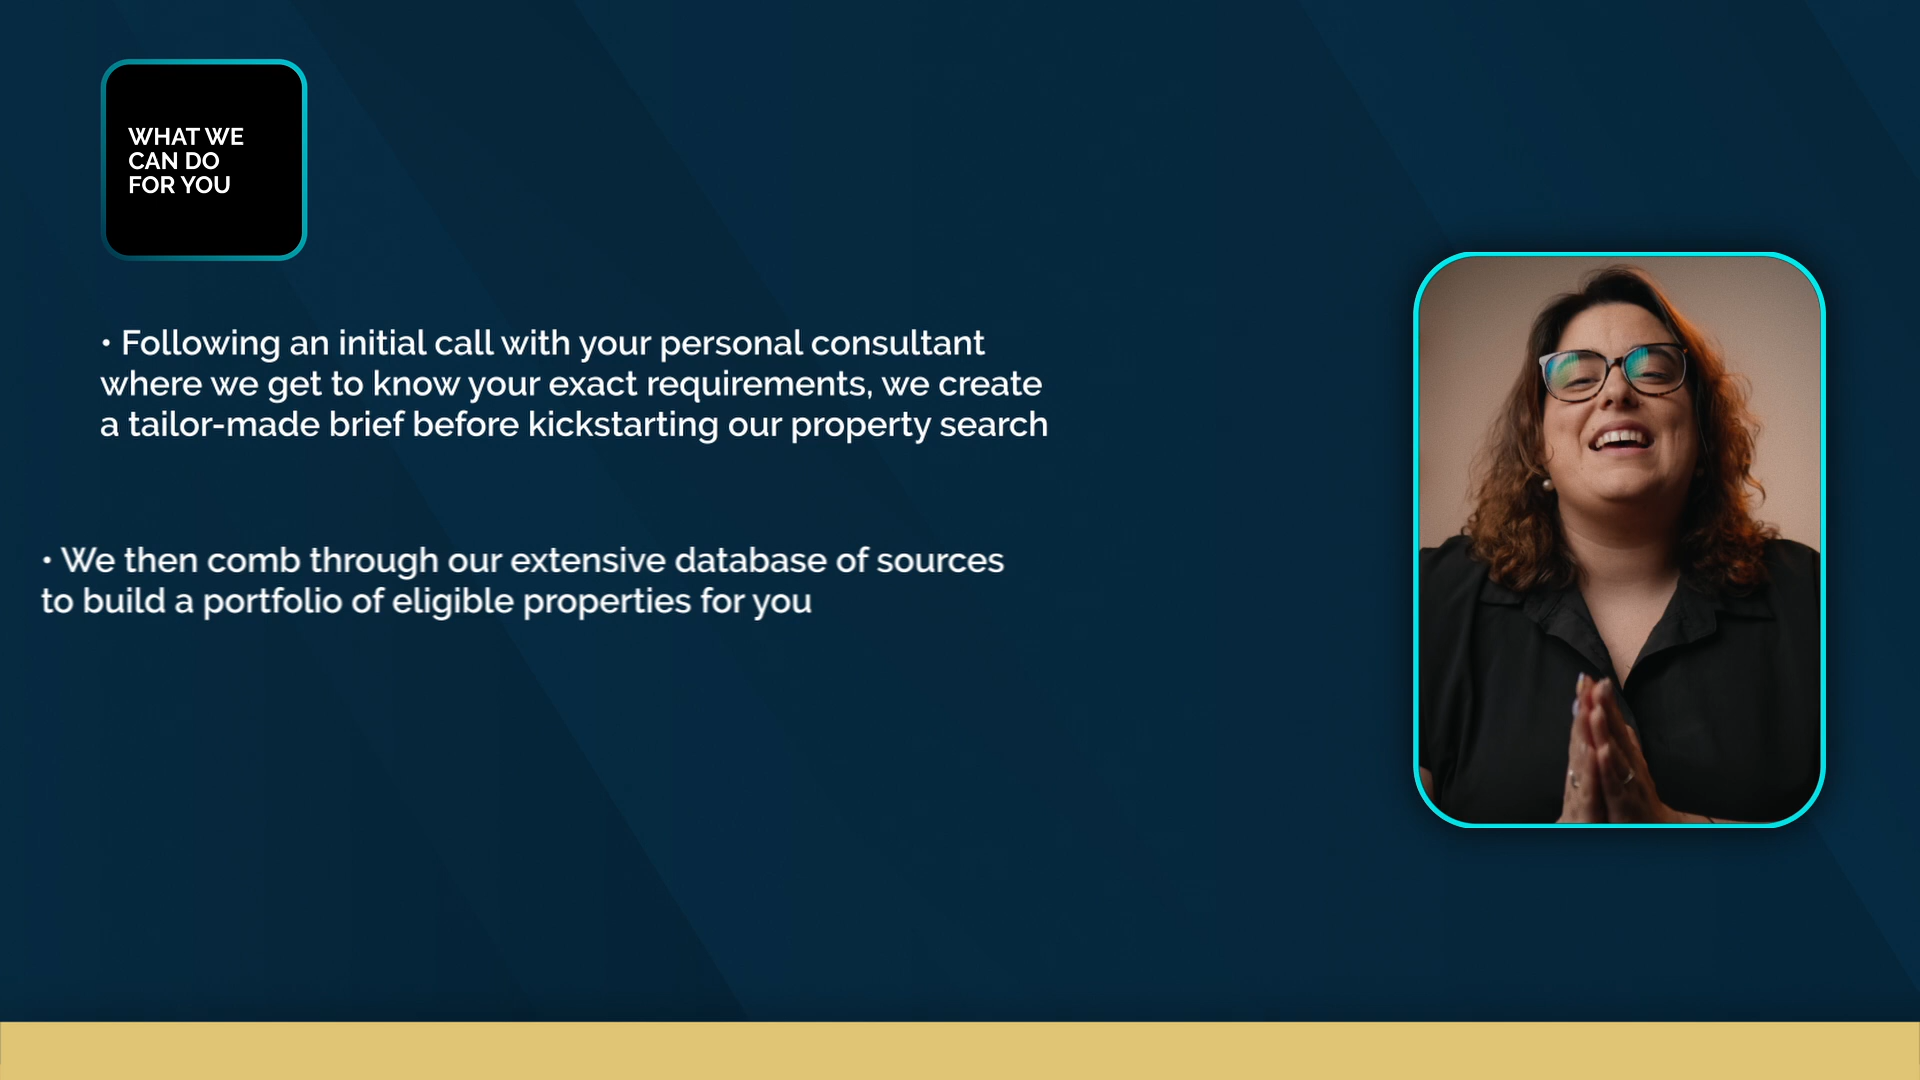 WHAT WE
CAN DO
FOR YOU
• Following an initial call with your personal consultant
where we get to know your exact requirements, we create
a tailor-made brief before kickstarting our property search
• We then comb through our extensive database of sources
to build a portfolio of eligible properties for you